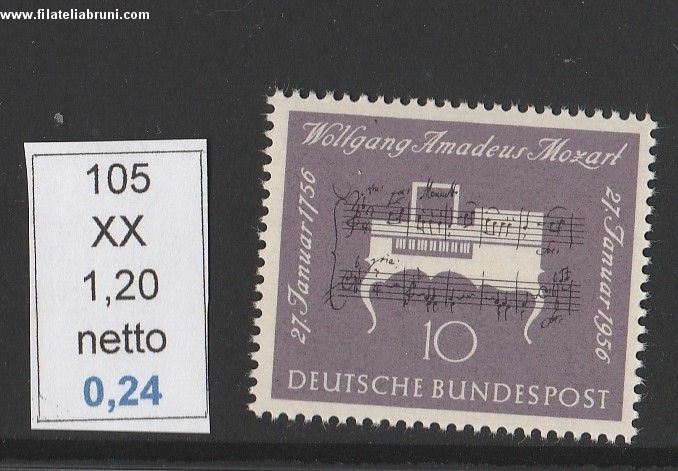 www.filateliabruni.com
105
XX
1,20
netto
0,24
Wolfgang Amadeus Mozart
27. Januar 1756
27. Januar 1956
10
DEUTSCHE BUNDESPOST